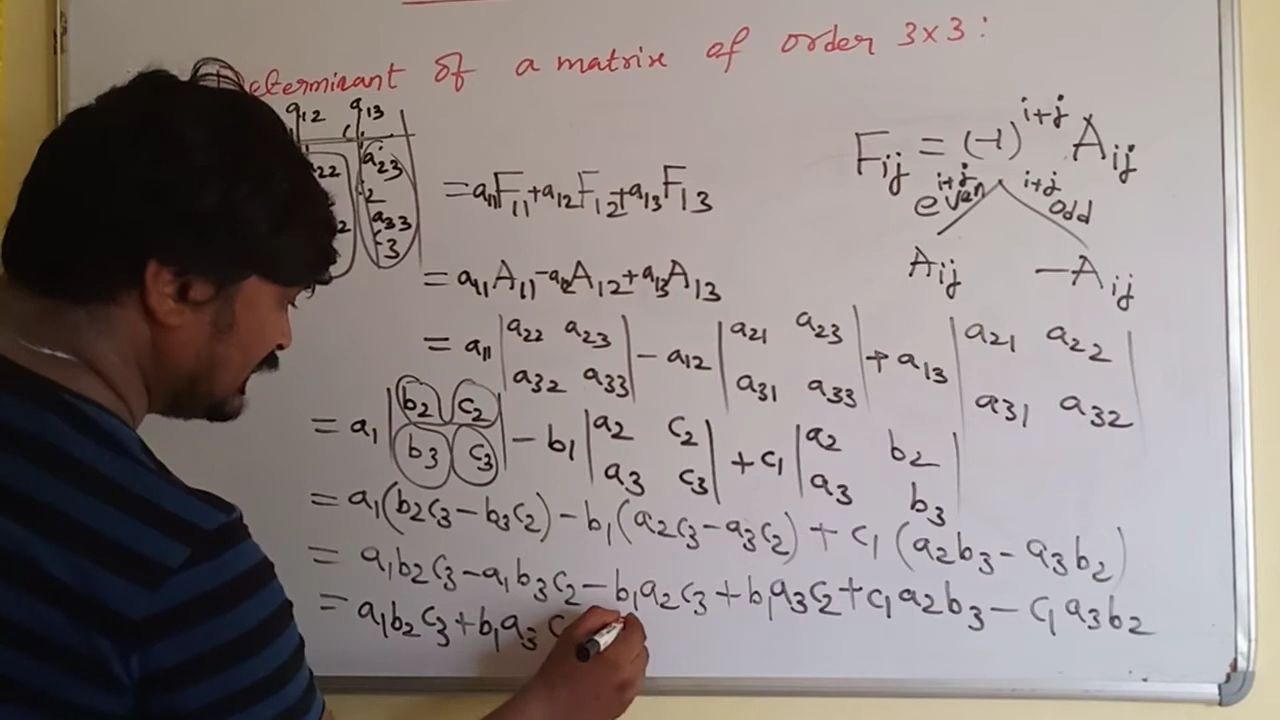 Determinant of a matrix of order 3×3:
a12 a13
a22 a23
a33
3
= a11F11+a12F12+a13F13
Fij = (-1)^i+j Aij
i+j even i+j odd
Aij -Aij
= a11A11-a12A12+a13A13
= a11 |a22 a23| - a12 |a21 a23| + a13 |a21 a22|
|a32 a33| |a31 a33| |a31 a32|
= a1 |b2 c2| - b1 |a2 c2| + c1 |a2 b2|
|b3 c3| |a3 c3| |a3 b3|
= a1(b2c3-b3c2)-b1(a2c3-a3c2)+c1(a2b3-a3b2)
= a1b2c3-a1b3c2-b1a2c3+b1a3c2+c1a2b3-c1a3b2
= a1b2c3+b1a3c